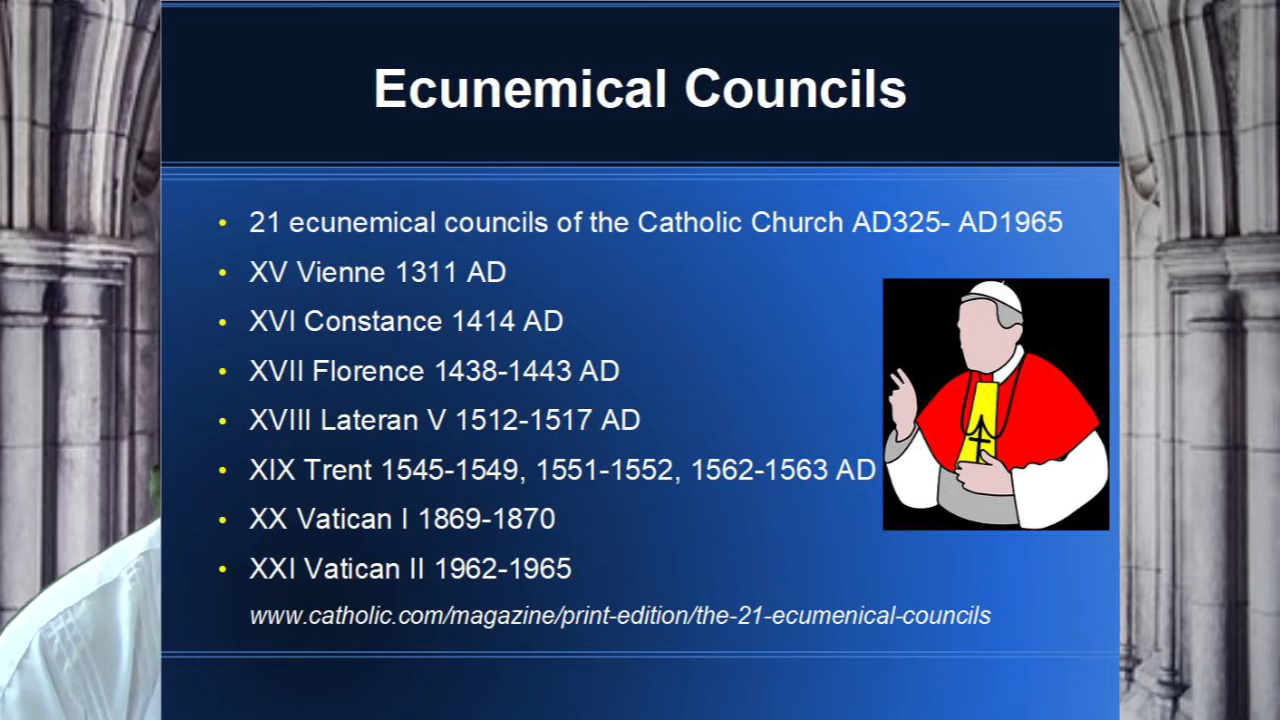 Ecunemical Councils
21 ecunemical councils of the Catholic Church AD325- AD1965
XV Vienne 1311 AD
XVI Constance 1414 AD
XVII Florence 1438-1443 AD
XVIII Lateran V 1512-1517 AD
XIX Trent 1545-1549, 1551-1552, 1562-1563 AD
XX Vatican I 1869-1870
XXI Vatican II 1962-1965
www.catholic.com/magazine/print-edition/the-21-ecumenical-councils